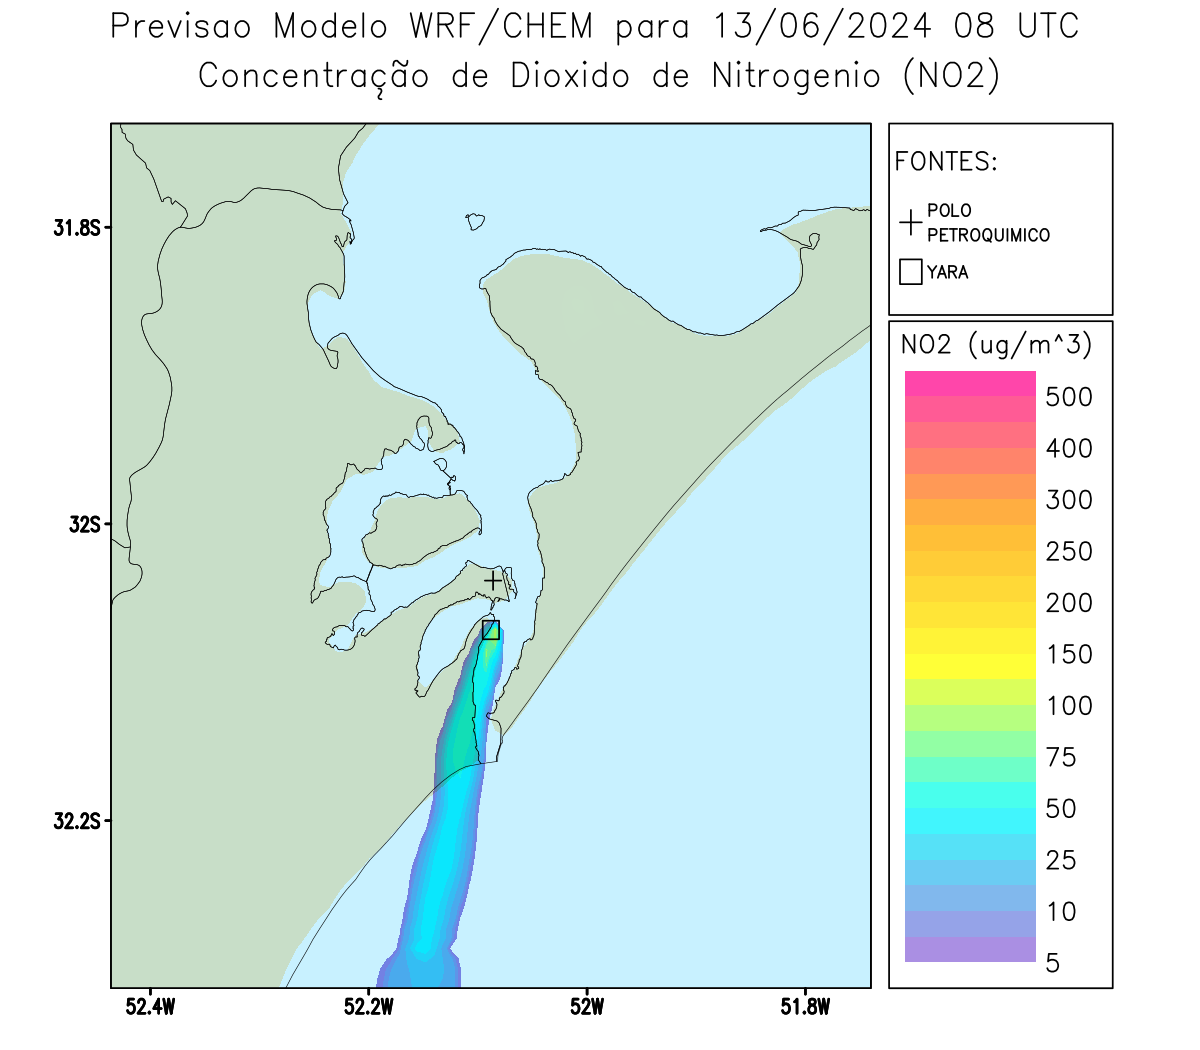 Previsao Modelo WRF/CHEM para 13/06/2024 08 UTC
Concentração de Dioxido de Nitrogenio (NO2)
FONTES:
POLO
PETROQUIMICO
YARA
NO2 (ug/m^3)
500
400
300
250
200
150
100
75
50
25
10
5
31.8S
32S
32.2S
52.4W
52.2W
52W
51.8W